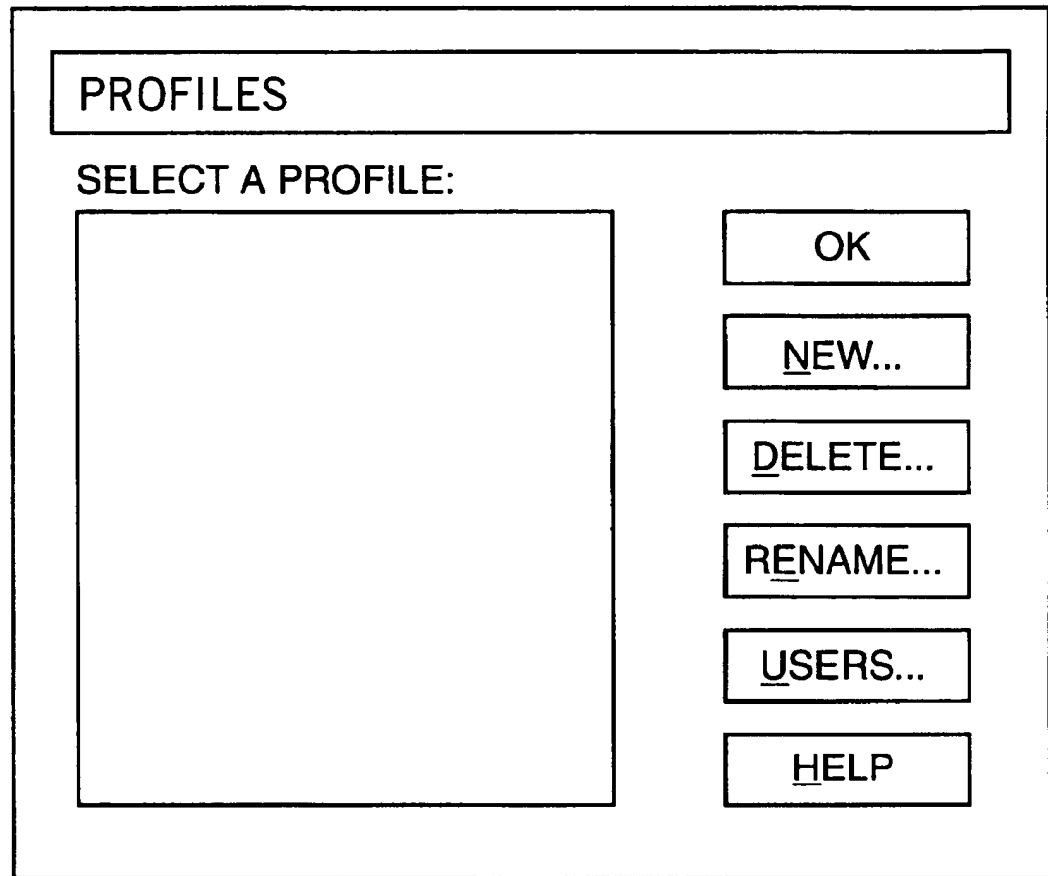 PROFILES
SELECT A PROFILE:
OK
NEW...
DELETE...
RENAME...
USERS...
HELP